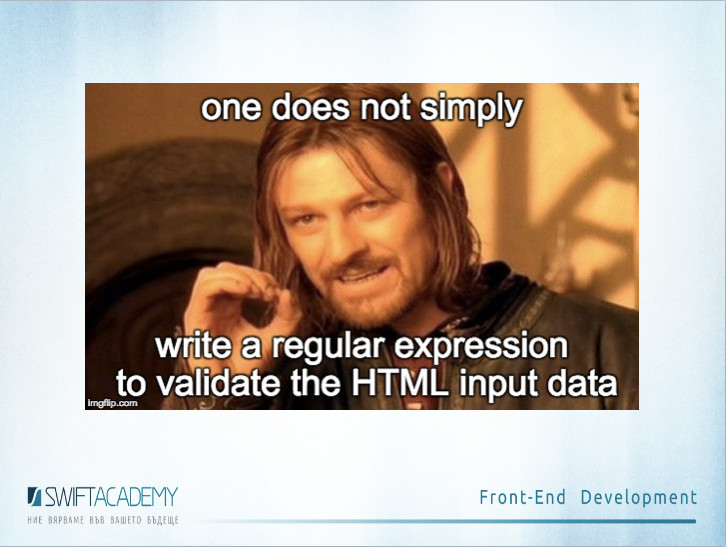 one does not simply
write a regular expression
to validate the HTML input data
imgflip.com
SWIFTACADEMY
НИЕ ВЯРВАМЕ ВЪВ ВАШЕТО БЪДЕЩЕ
Front-End Development